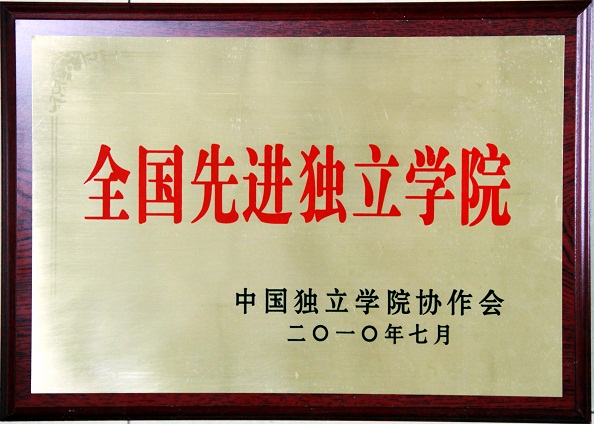 全国先进独立学院
中国独立学院协作会
二〇一〇年七月